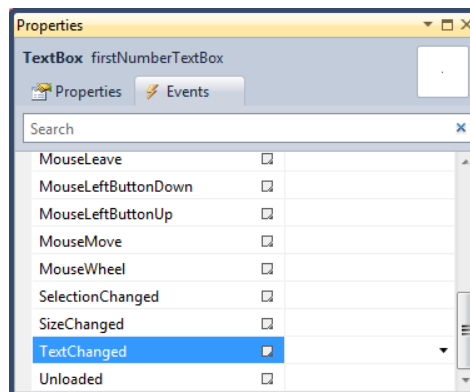 Properties
TextBox firstNumberTextBox
Properties Events
Search
MouseLeave
MouseLeftButtonDown
MouseLeftButtonUp
MouseMove
MouseWheel
SelectionChanged
SizeChanged
TextChanged
Unloaded